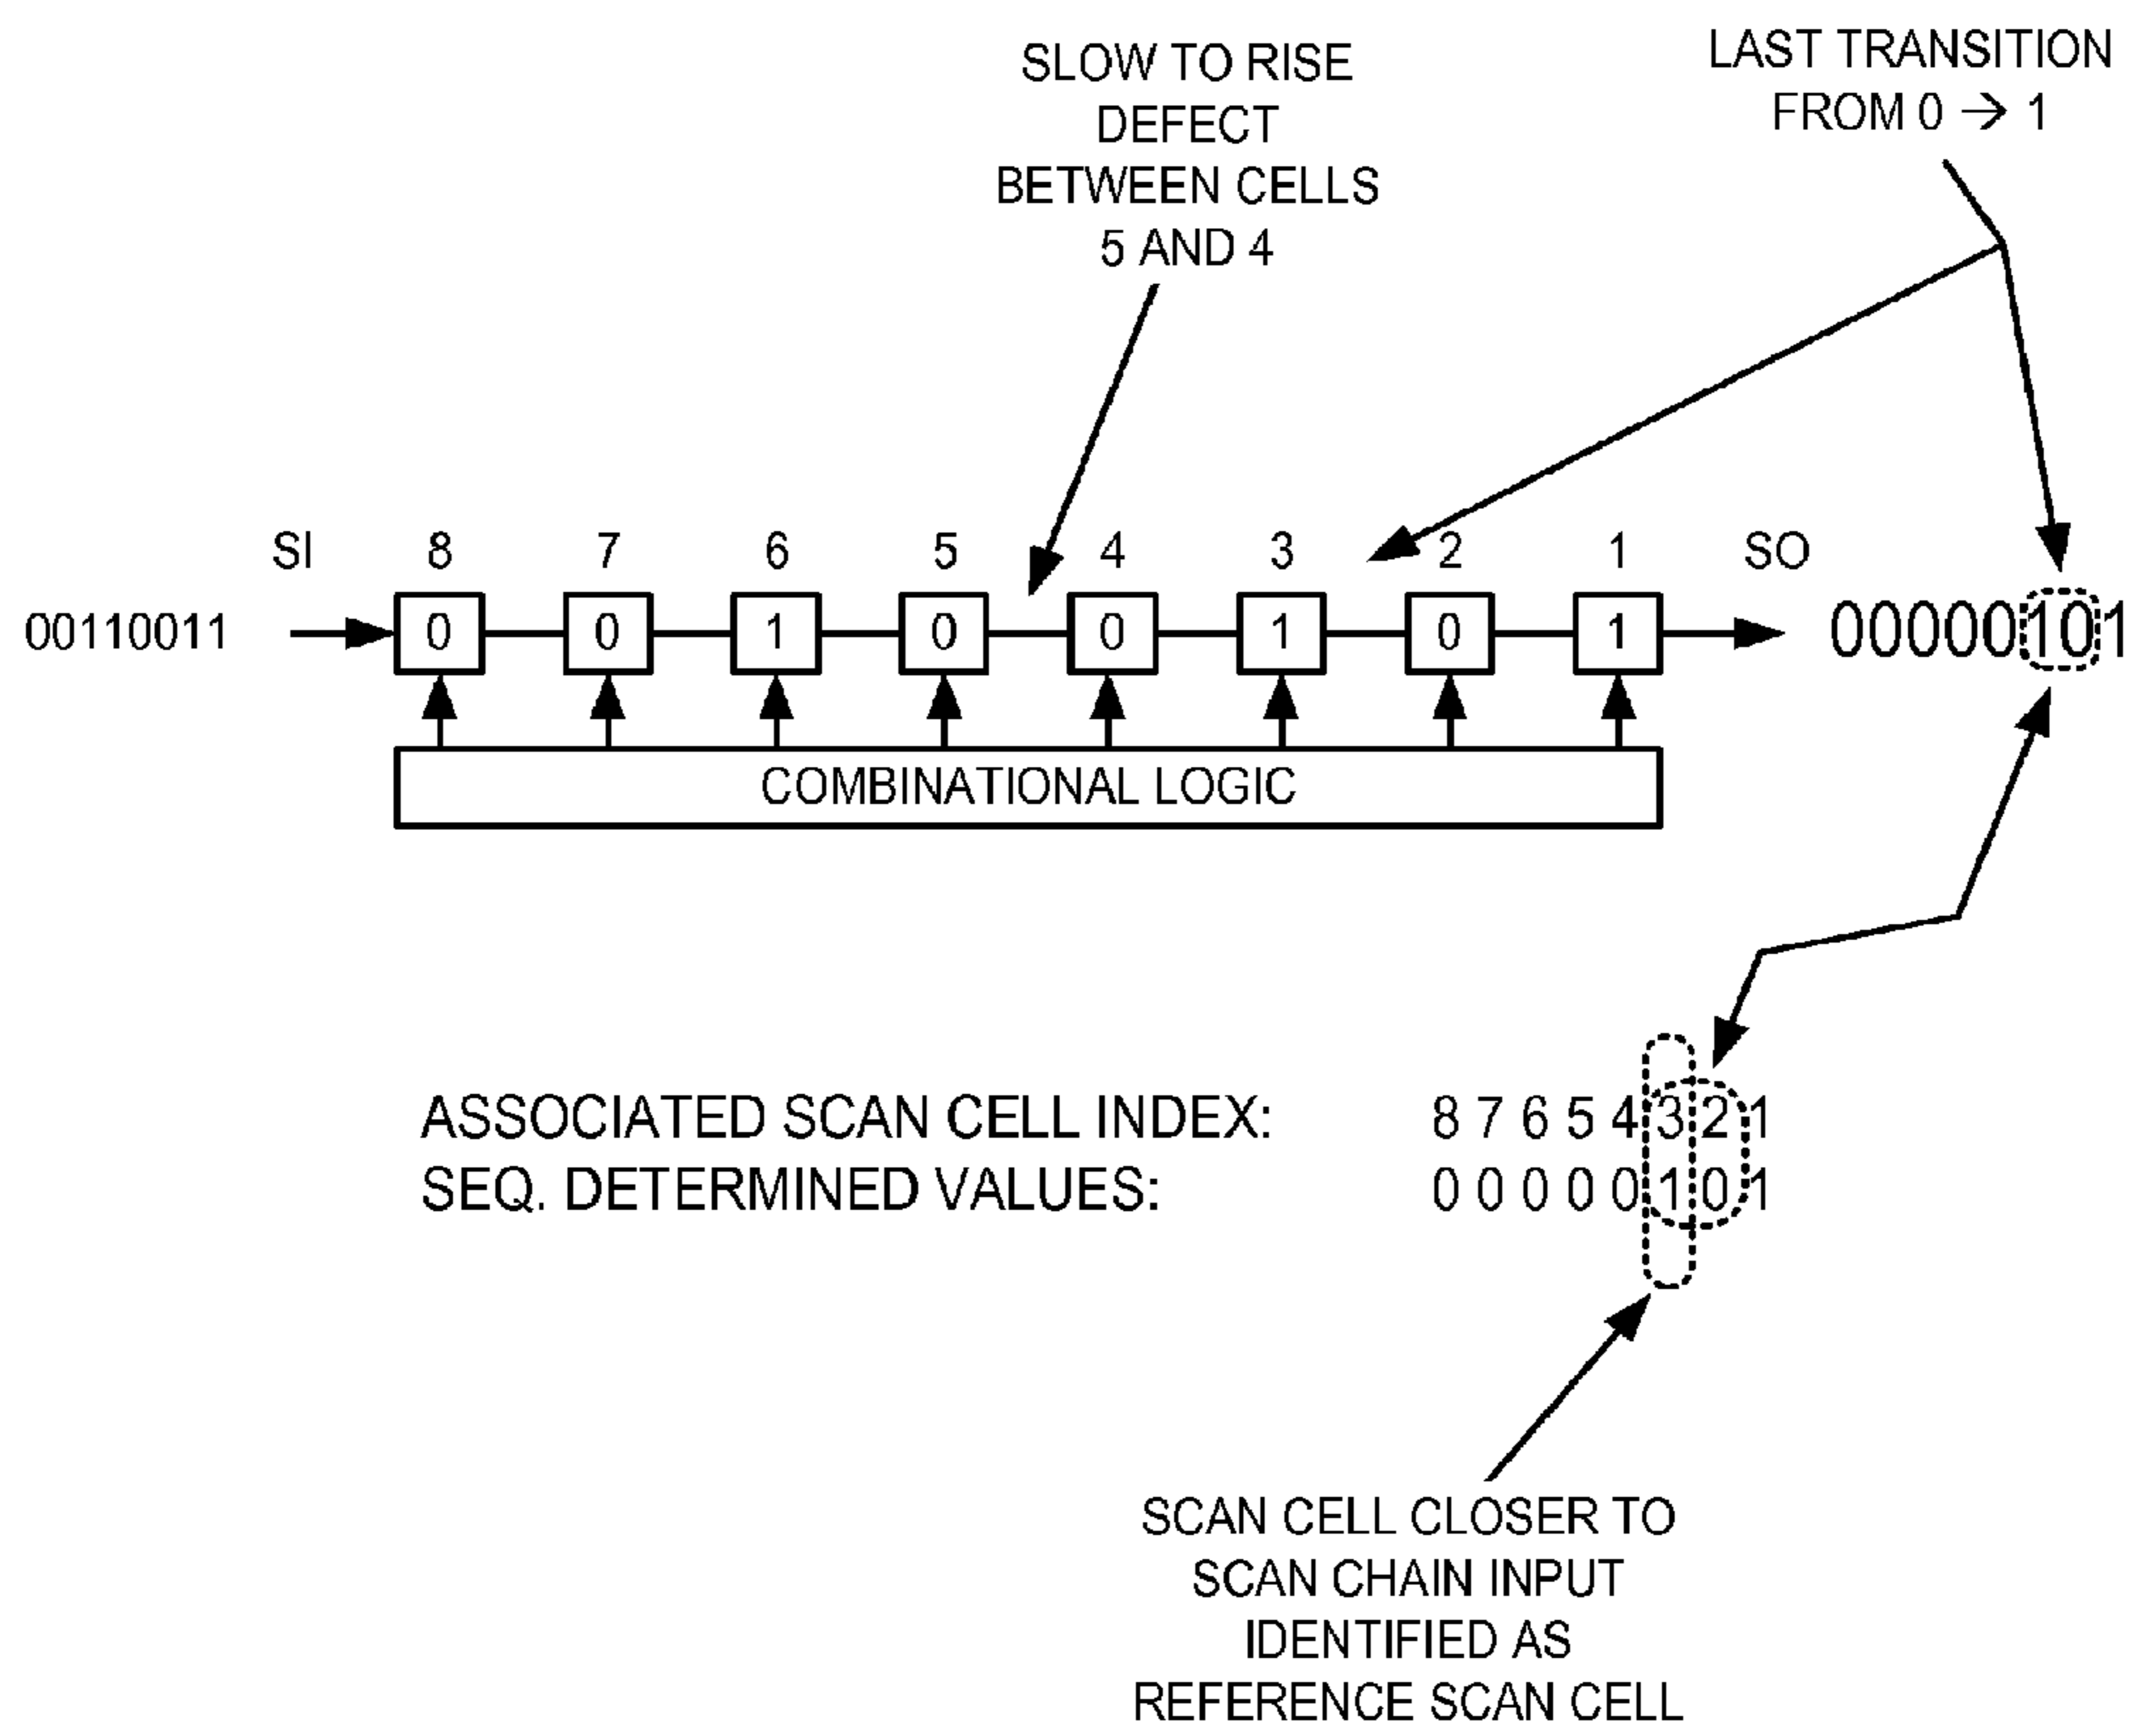 SLOW TO RISE
DEFECT
BETWEEN CELLS
5 AND 4
LAST TRANSITION
FROM 0 → 1
SI 8 7 6 5 4 3 2 1 SO
00110011 0 0 1 0 0 1 0 1 00000101
COMBINATIONAL LOGIC
ASSOCIATED SCAN CELL INDEX: 8 7 6 5 4 3 2 1
SEQ. DETERMINED VALUES: 0 0 0 0 0 1 0 1
SCAN CELL CLOSER TO
SCAN CHAIN INPUT
IDENTIFIED AS
REFERENCE SCAN CELL